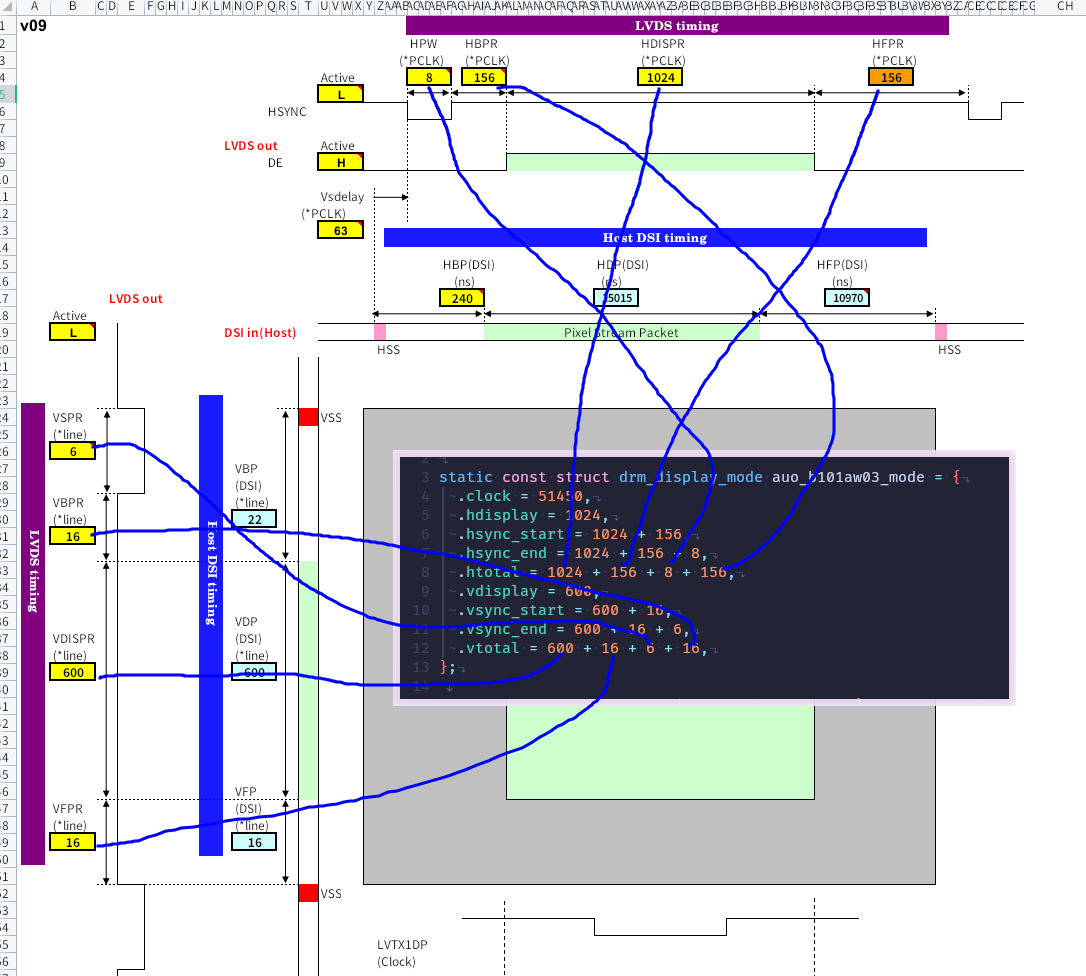 v09
LVDS timing
HPW
HBPR
HDISPR
HFPR
(*PCLK)
(*PCLK)
(*PCLK)
(*PCLK)
Active
8
156
1024
156
L
HSYNC
LVDS out
Active
DE
H
Vsdelay
(*PCLK)
63
Host DSI timing
HBP(DSI)
HDP(DSI)
HFP(DSI)
(ns)
(ns)
(ns)
LVDS out
240
15015
10970
Active
L
DSI in(Host)
Pixel Stream Packet
HSS
HSS
VSPR
(*line)
6
VSS
VBP
(DSI)
(*line)
22
VBPR
(*line)
16
LVDS timing
Host DSI timing
VDISPR
(*line)
600
VDP
(DSI)
(*line)
600
VFP
(DSI)
(*line)
16
VFPR
(*line)
16
VSS
2
3 static const struct drm_display_mode auo_b101aw03_mode = {
4 .clock = 51450,
5 .hdisplay = 1024,
6 .hsync_start = 1024 + 156,
7 .hsync_end = 1024 + 156 + 8,
8 .htotal = 1024 + 156 + 8 + 156,
9 .vdisplay = 600,
10 .vsync_start = 600 + 16,
11 .vsync_end = 600 + 16 + 6,
12 .vtotal = 600 + 16 + 6 + 16,
13 };
14
LVTX1DP
(Clock)